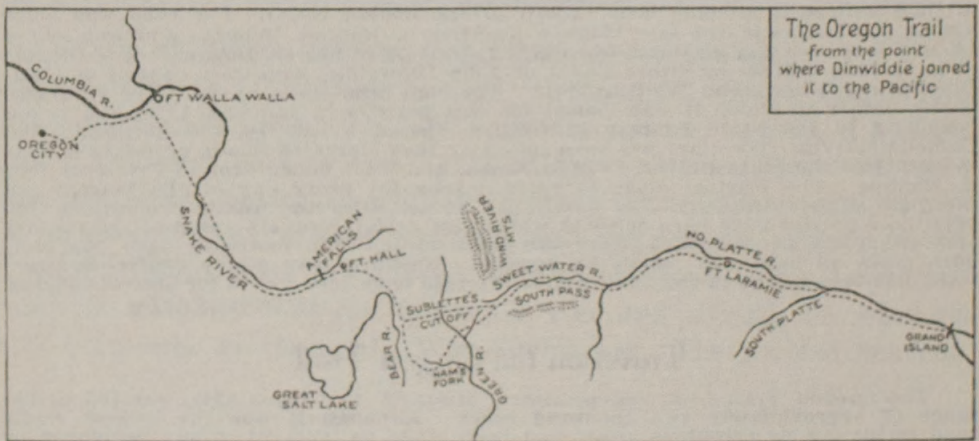 The Oregon Trail
from the point
where Dinwiddie joined
it to the Pacific
COLUMBIA R.
FT WALLA WALLA
OREGON
CITY
SNAKE RIVER
AMERICAN
FALLS
FT. HALL
WIND RIVER
MTS.
SWEET WATER R.
SOUTH PASS
SUBLETTE'S
CUT OFF
BEAR R.
HAM'S
FORK
GREEN R.
GREAT
SALT LAKE
NO. PLATTE R.
FT LARAMIE
SOUTH PLATTE
GRAND
ISLAND